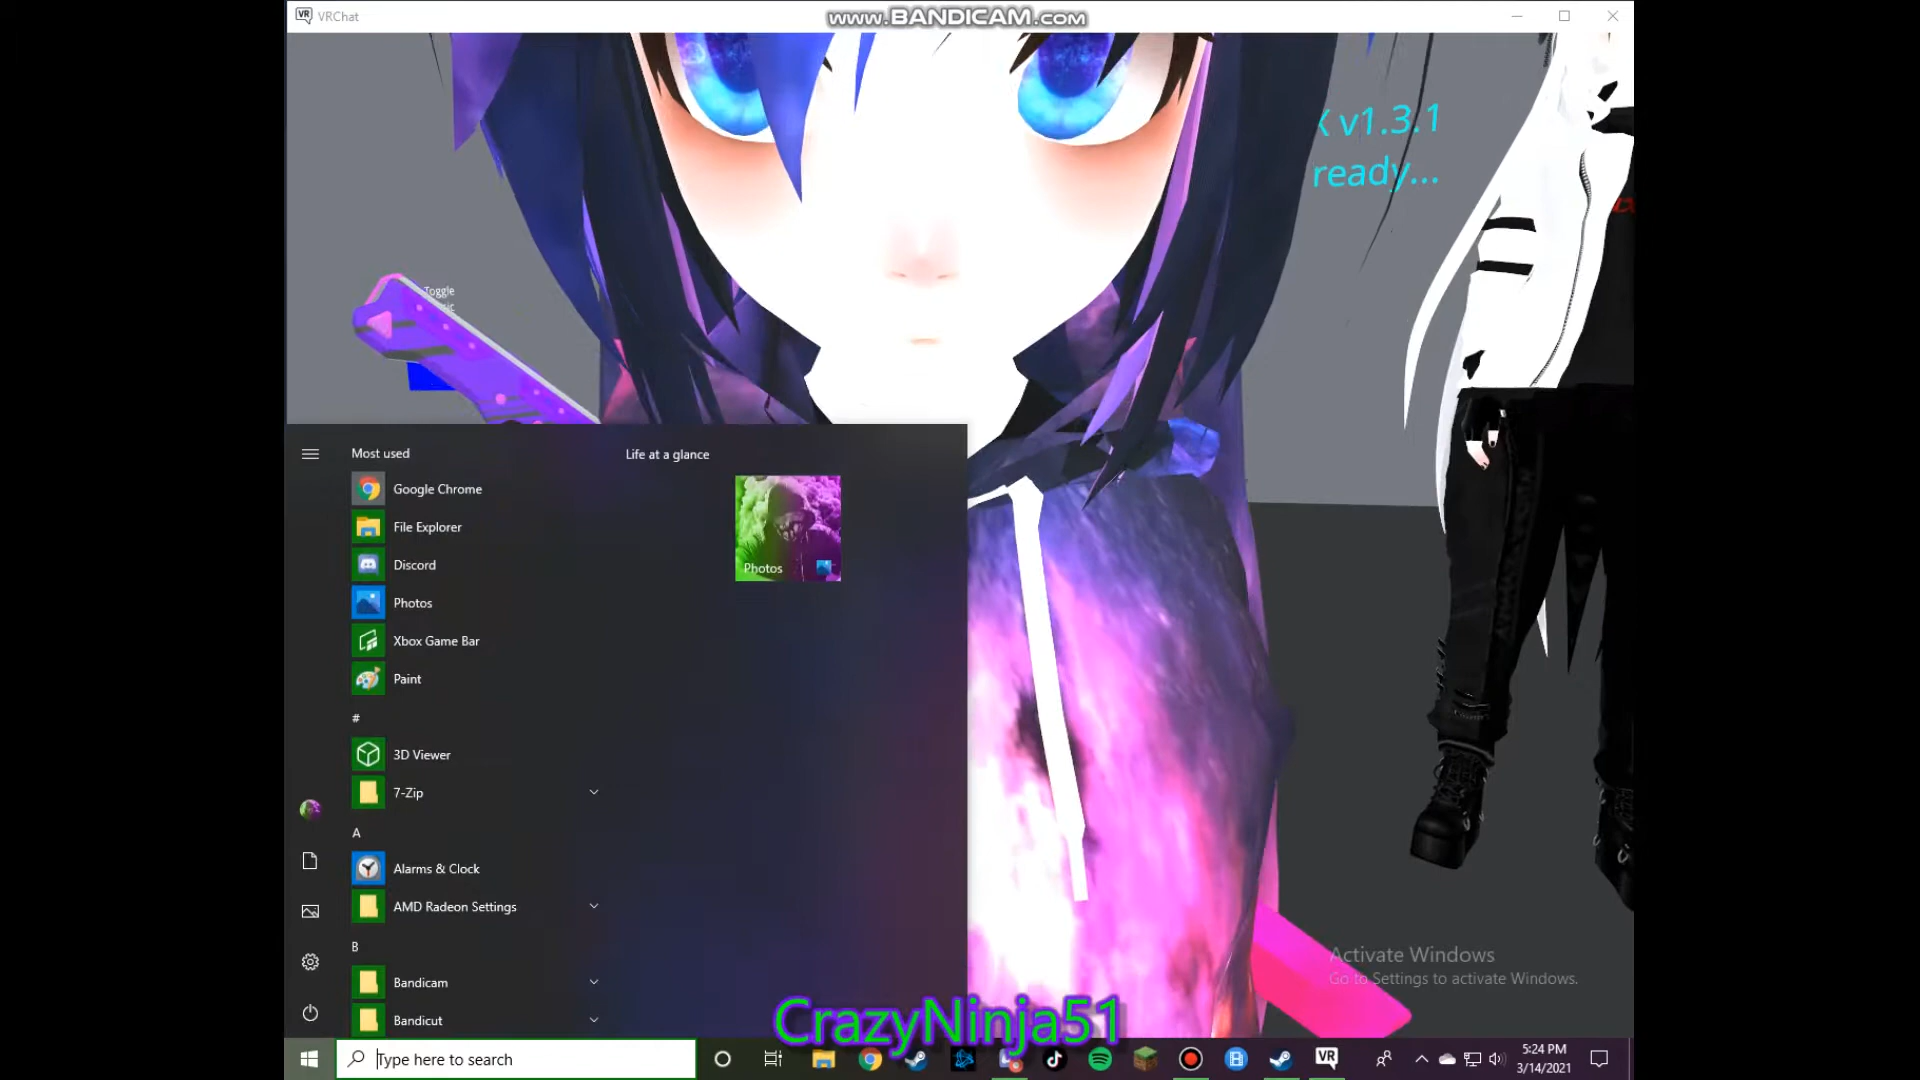 VRChat
www.BANDICAM.com
v1.3.1
ready...
Toggle
Most used
Life at a glance
Google Chrome
File Explorer
Discord
Photos
Photos
Xbox Game Bar
Paint
#
3D Viewer
7-Zip
A
Alarms & Clock
AMD Radeon Settings
B
Bandicam
Bandicut
Activate Windows
Go to Settings to activate Windows.
CrazyNinja51
Type here to search
VR
5:24 PM
3/14/2021